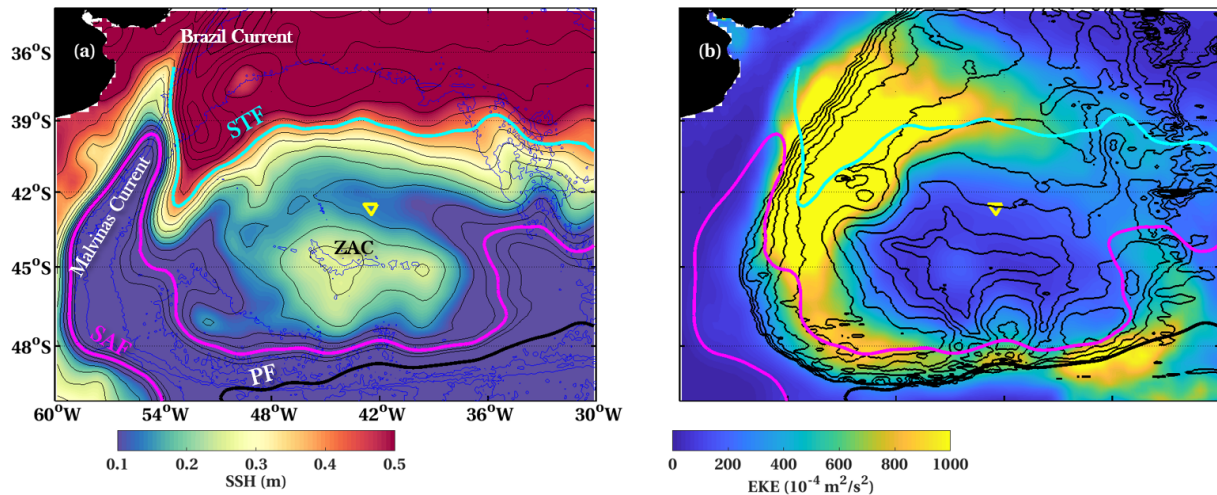 (a)
Brazil Current
(b)
36°S
39°S
42°S
45°S
48°S
STF
Malvinas Current
ZAC
SAF
PF
60°W
54°W
48°W
42°W
36°W
30°W
0.1
0.2
0.3
0.4
0.5
SSH (m)
0
200
400
600
800
1000
EKE (10⁻⁴ m²/s²)